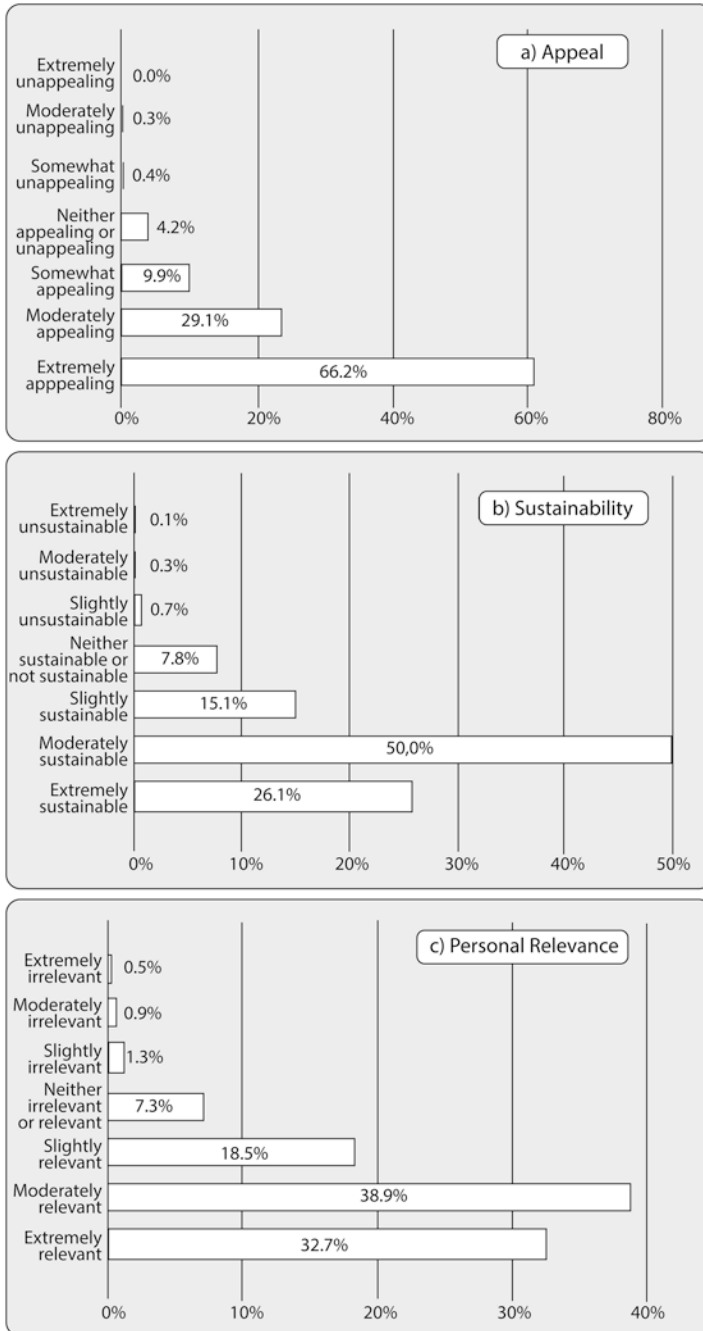 a) Appeal
Extremely
unappealing
0.0%
Moderately
unappealing
0.3%
Somewhat
unappealing
0.4%
Neither
appealing or
unappealing
4.2%
Somewhat
appealing
9.9%
Moderately
appealing
29.1%
Extremely
apppealing
66.2%
0% 20% 40% 60% 80%
b) Sustainability
Extremely
unsustainable
0.1%
Moderately
unsustainable
0.3%
Slightly
unsustainable
0.7%
Neither
sustainable or
not sustainable
7.8%
Slightly
sustainable
15.1%
Moderately
sustainable
50,0%
Extremely
sustainable
26.1%
0% 10% 20% 30% 40% 50%
c) Personal Relevance
Extremely
irrelevant
0.5%
Moderately
irrelevant
0.9%
Slightly
irrelevant
1.3%
Neither
irrelevant
or relevant
7.3%
Slightly
relevant
18.5%
Moderately
relevant
38.9%
Extremely
relevant
32.7%
0% 10% 20% 30% 40%